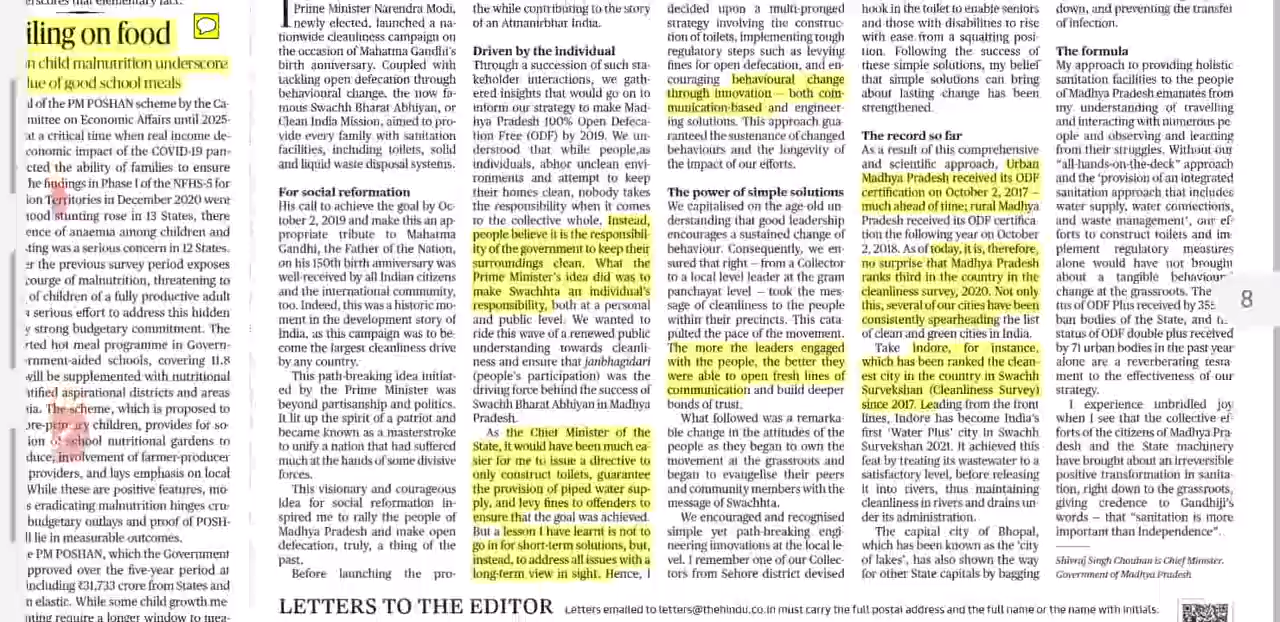 iling on food
n child malnutrition underscore
lue of good school meals
al of the PM POSHAN scheme by the Ca-
mittee on Economic Affairs until 2025-
at a critical time when real income de-
conomic impact of the COVID-19 pan-
cted the ability of families to ensure
he findings in Phase I of the NFHS-5 for
ion Territories in December 2020 were
ood stunting rose in 13 States, there
ence of anaemia among children and
ting was a serious concern in 12 States.
er the previous survey period exposes
courge of malnutrition, threatening to
of children of a fully productive adult
a serious effort to address this hidden
y strong budgetary commitment. The
rted hot meal programme in Govern-
rnment-aided schools, covering 11.8
will be supplemented with nutritional
ntified aspirational districts and areas
ia. The scheme, which is proposed to
pre-primary children, provides for so-
ion of school nutritional gardens to
duce, involvement of farmer-producer
providers, and lays emphasis on local
While these are positive features, mo-
s eradicating malnutrition hinges cru-
budgetary outlays and proof of POSH-
ll lie in measurable outcomes.
e PM POSHAN, which the Government
pproved over the five-year period at
including ₹31,733 crore from States and
n elastic. While some child growth me-
nting require a longer window to mea-
Prime Minister Narendra Modi,
newly elected, launched a na-
tionwide cleanliness campaign on
the occasion of Mahatma Gandhi's
birth anniversary. Coupled with
tackling open defecation through
behavioural change, the now fa-
mous Swachh Bharat Abhiyan, or
Clean India Mission, aimed to pro-
vide every family with sanitation
facilities, including toilets, solid
and liquid waste disposal systems.
For social reformation
His call to achieve the goal by Oc-
tober 2, 2019 and make this an ap-
propriate tribute to Mahatma
Gandhi, the Father of the Nation,
on his 150th birth anniversary was
well-received by all Indian citizens
and the international community,
too. Indeed, this was a historic mo-
ment in the development story of
India, as this campaign was to be-
come the largest cleanliness drive
by any country.
This path-breaking idea initiat-
ed by the Prime Minister was
beyond partisanship and politics.
It lit up the spirit of a patriot and
became known as a masterstroke
to unify a nation that had suffered
much at the hands of some divisive
forces.
This visionary and courageous
idea for social reformation in-
spired me to rally the people of
Madhya Pradesh and make open
defecation, truly, a thing of the
past.
Before launching the pro-
the while contributing to the story
of an Atmanirbhar India.
Driven by the individual
Through a succession of such sta-
keholder interactions, we gath-
ered insights that would go on to
inform our strategy to make Mad-
hya Pradesh 100% Open Defeca-
tion Free (ODF) by 2019. We un-
derstood that while people,as
individuals, abhor unclean envi-
ronments and attempt to keep
their homes clean, nobody takes
the responsibility when it comes
to the collective whole. Instead,
people believe it is the responsibil-
ity of the government to keep their
surroundings clean. What the
Prime Minister's idea did was to
make Swachhta an individual's
responsibility, both at a personal
and public level. We wanted to
ride this wave of a renewed public
understanding towards cleanli-
ness and ensure that janbhagidari
(people's participation) was the
driving force behind the success of
Swachh Bharat Abhiyan in Madhya
Pradesh.
As the Chief Minister of the
State, it would have been much ea-
sier for me to issue a directive to
only construct toilets, guarantee
the provision of piped water sup-
ply, and levy fines to offenders to
ensure that the goal was achieved.
But a lesson I have learnt is not to
go in for short-term solutions, but,
instead, to address all issues with a
long-term view in sight. Hence, I
decided upon a multi-pronged
strategy involving the construc-
tion of toilets, implementing tough
regulatory steps such as levying
fines for open defecation, and en-
couraging behavioural change
through innovation – both com-
munication-based and engineer-
ing solutions. This approach gua-
ranteed the sustenance of changed
behaviours and the longevity of
the impact of our efforts.
The power of simple solutions
We capitalised on the age-old un-
derstanding that good leadership
encourages a sustained change of
behaviour. Consequently, we en-
sured that right – from a Collector
to a local level leader at the gram
panchayat level – took the mes-
sage of cleanliness to the people
within their precincts. This cata-
pulted the pace of the movement.
The more the leaders engaged
with the people, the better they
were able to open fresh lines of
communication and build deeper
bonds of trust.
What followed was a remarka-
ble change in the attitudes of the
people as they began to own the
movement at the grassroots and
began to evangelise their peers
and community members with the
message of Swachhta.
We encouraged and recognised
simple yet path-breaking engi-
neering innovations at the local le-
vel. I remember one of our Collec-
tors from Sehore district devised
hook in the toilet to enable seniors
and those with disabilities to rise
with ease from a squatting posi-
tion. Following the success of
these simple solutions, my belief
that simple solutions can bring
about lasting change has been
strengthened.
The record so far
As a result of this comprehensive
and scientific approach, Urban
Madhya Pradesh received its ODF
certification on October 2, 2017 –
much ahead of time; rural Madhya
Pradesh received its ODF certifica-
tion the following year on October
2, 2018. As of today, it is, therefore,
no surprise that Madhya Pradesh
ranks third in the country in the
cleanliness survey, 2020. Not only
this, several of our cities have been
consistently spearheading the list
of clean and green cities in India.
Take Indore, for instance,
which has been ranked the clean-
est city in the country in Swachh
Survekshan (Cleanliness Survey)
since 2017. Leading from the front
lines, Indore has become India's
first 'Water Plus' city in Swachh
Survekshan 2021. It achieved this
feat by treating its wastewater to a
satisfactory level, before releasing
it into rivers, thus maintaining
cleanliness in rivers and drains un-
der its administration.
The capital city of Bhopal,
which has been known as the 'city
of lakes', has also shown the way
for other State capitals by bagging
down, and preventing the transfer
of infection.
The formula
My approach to providing holistic
sanitation facilities to the people
of Madhya Pradesh emanates from
my understanding of travelling
and interacting with numerous pe-
ople and observing and learning
from their struggles. Without our
"all-hands-on-the-deck" approach
and the 'provision of an integrated
sanitation approach that includes
water supply, water connections,
and waste management', our ef-
forts to construct toilets and im-
plement regulatory measures
alone would have not brought
about a tangible behaviour
change at the grassroots. The
tus of ODF Plus received by 35
ban bodies of the State, and
status of ODF double plus received
by 71 urban bodies in the past year
alone are a reverberating testa-
ment to the effectiveness of our
strategy.
I experience unbridled joy
when I see that the collective ef-
forts of the citizens of Madhya Pra-
desh and the State machinery
have brought about an irreversible
positive transformation in sanita-
tion, right down to the grassroots,
giving credence to Gandhiji's
words – that "sanitation is more
important than Independence".
Shivraj Singh Chouhan is Chief Minister,
Government of Madhya Pradesh
8
LETTERS TO THE EDITOR Letters emailed to letters@thehindu.co.in must carry the full postal address and the full name or the name with initials.